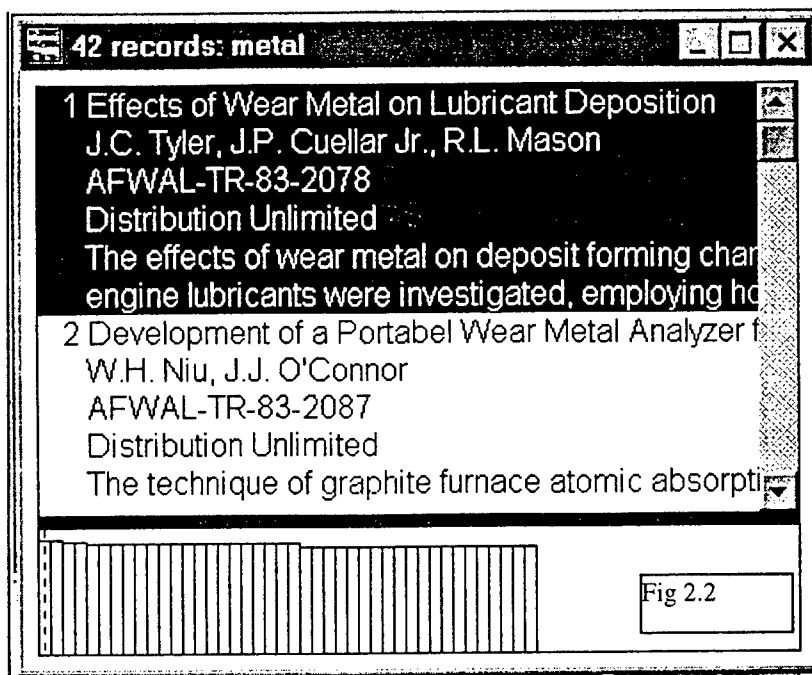 42 records: metal
1 Effects of Wear Metal on Lubricant Deposition
J.C. Tyler, J.P. Cuellar Jr., R.L. Mason
AFWAL-TR-83-2078
Distribution Unlimited
The effects of wear metal on deposit forming char
engine lubricants were investigated, employing ho
2 Development of a Portabel Wear Metal Analyzer f
W.H. Niu, J.J. O'Connor
AFWAL-TR-83-2087
Distribution Unlimited
The technique of graphite furnace atomic absorpti
Fig 2.2